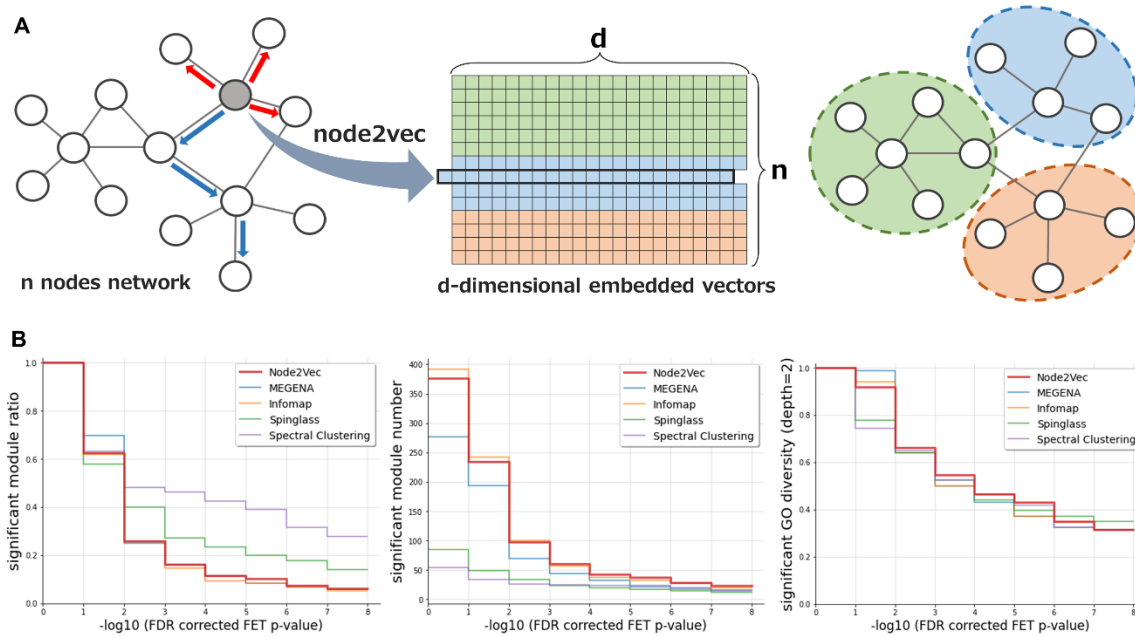 A
d
node2vec
n
n nodes network
d-dimensional embedded vectors
B
significant module ratio
1.0
0.8
0.6
0.4
0.2
0.0
0 1 2 3 4 5 6 7 8
-log10 (FDR corrected FET p-value)
Node2Vec
MEGENA
Infomap
Spinglass
Spectral Clustering
significant module number
400
350
300
250
200
150
100
50
0
0 1 2 3 4 5 6 7 8
-log10 (FDR corrected FET p-value)
Node2Vec
MEGENA
Infomap
Spinglass
Spectral Clustering
significant GO diversity (depth=2)
1.0
0.8
0.6
0.4
0.2
0.0
0 1 2 3 4 5 6 7 8
-log10 (FDR corrected FET p-value)
Node2Vec
MEGENA
Infomap
Spinglass
Spectral Clustering